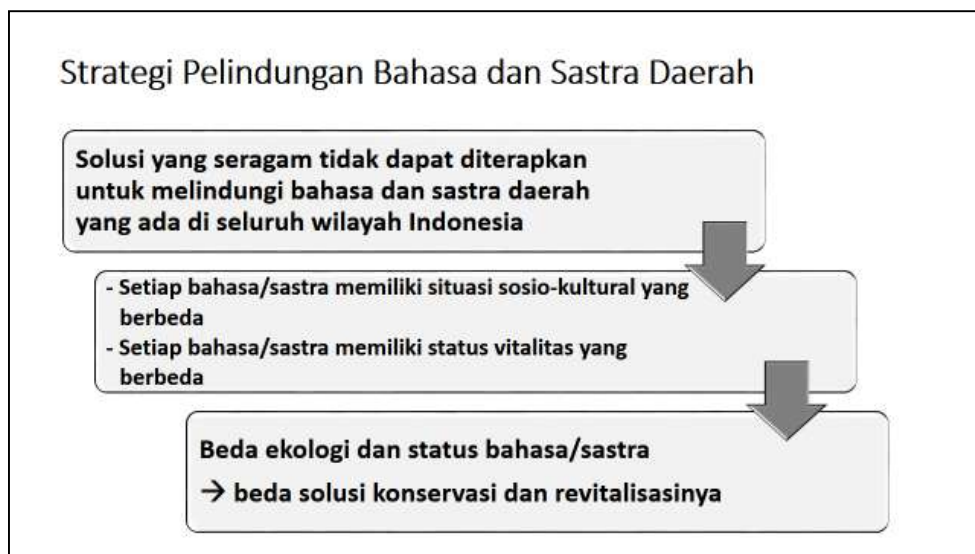 Strategi Pelindungan Bahasa dan Sastra Daerah
Solusi yang seragam tidak dapat diterapkan
untuk melindungi bahasa dan sastra daerah
yang ada di seluruh wilayah Indonesia
- Setiap bahasa/sastra memiliki situasi sosio-kultural yang
berbeda
- Setiap bahasa/sastra memiliki status vitalitas yang
berbeda
Beda ekologi dan status bahasa/sastra
→ beda solusi konservasi dan revitalisasinya